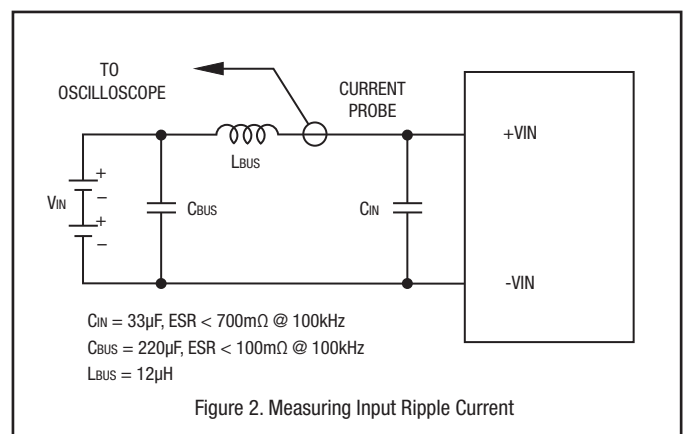 TO
OSCILLOSCOPE
CURRENT
PROBE
+VIN
LBUS
VIN
+
–
+
–
CBUS
CIN
-VIN
CIN = 33µF, ESR < 700mΩ @ 100kHz
CBUS = 220µF, ESR < 100mΩ @ 100kHz
LBUS = 12µH
Figure 2. Measuring Input Ripple Current